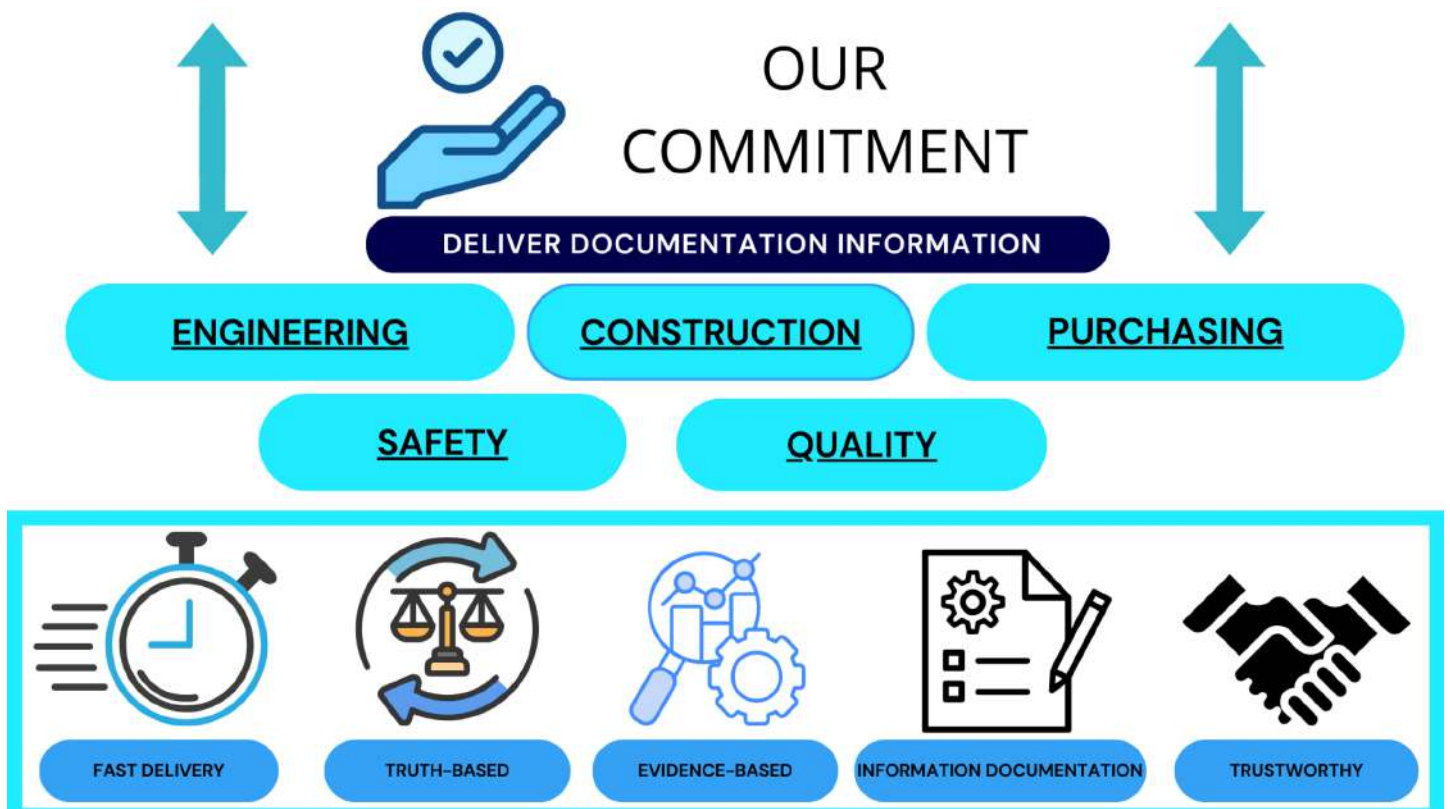 OUR
COMMITMENT
DELIVER DOCUMENTATION INFORMATION
ENGINEERING
CONSTRUCTION
PURCHASING
SAFETY
QUALITY
FAST DELIVERY
TRUTH-BASED
EVIDENCE-BASED
INFORMATION DOCUMENTATION
TRUSTWORTHY